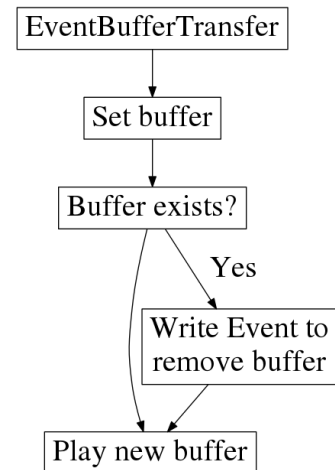 EventBufferTransfer
Set buffer
Buffer exists?
Yes
Write Event to
remove buffer
Play new buffer